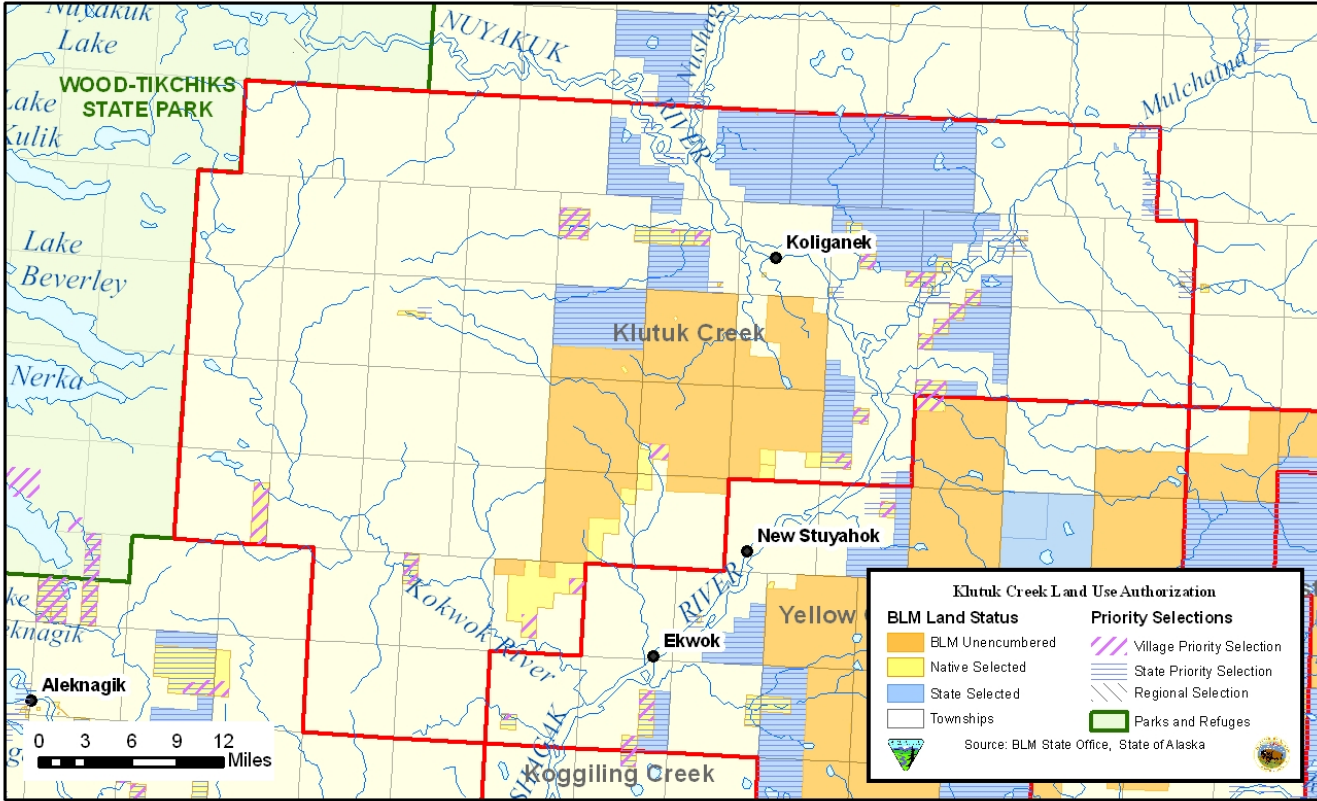 Nuyakuk
Lake
NUYAKUK
RIVER
Mulchatna
WOOD-TIKCHIKS
STATE PARK
Lake
Kulik
Koliganek
Lake
Beverley
Klutuk Creek
Nerka
New Stuyahok
Kokwok River
RIVER
Ekwok
Aleknagik
Koggiling Creek
0 3 6 9 12
Miles
Klutuk Creek Land Use Authorization
BLM Land Status
BLM Unencumbered
Native Selected
State Selected
Townships
Priority Selections
Village Priority Selection
State Priority Selection
Regional Selection
Parks and Refuges
Source: BLM State Office, State of Alaska